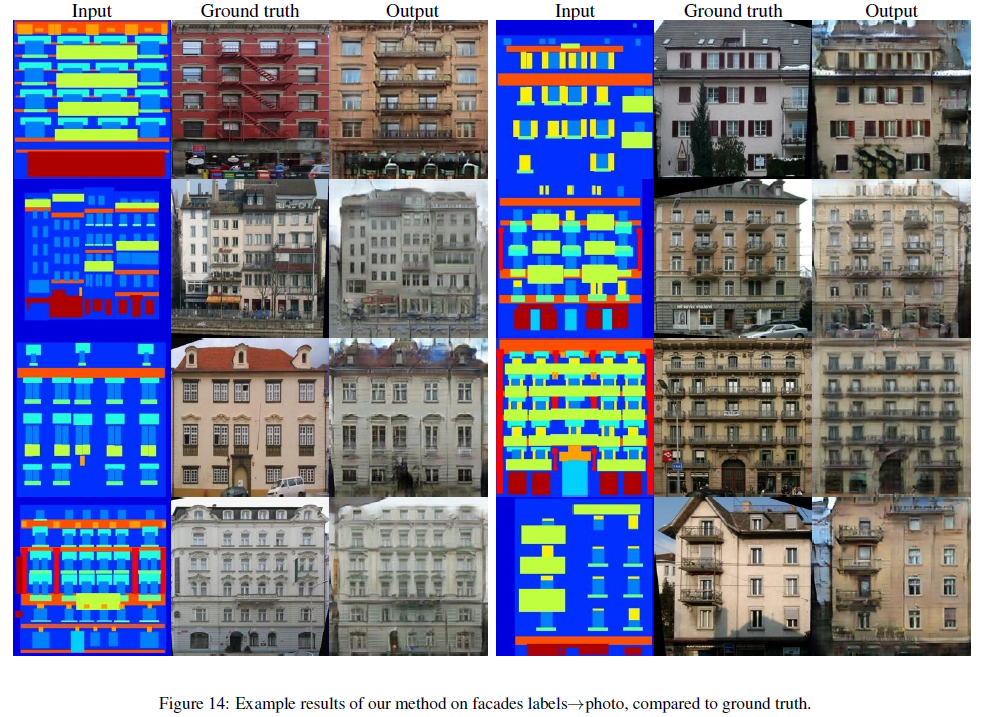 Input Ground truth Output Input Ground truth Output
Figure 14: Example results of our method on facades labels→photo, compared to ground truth.